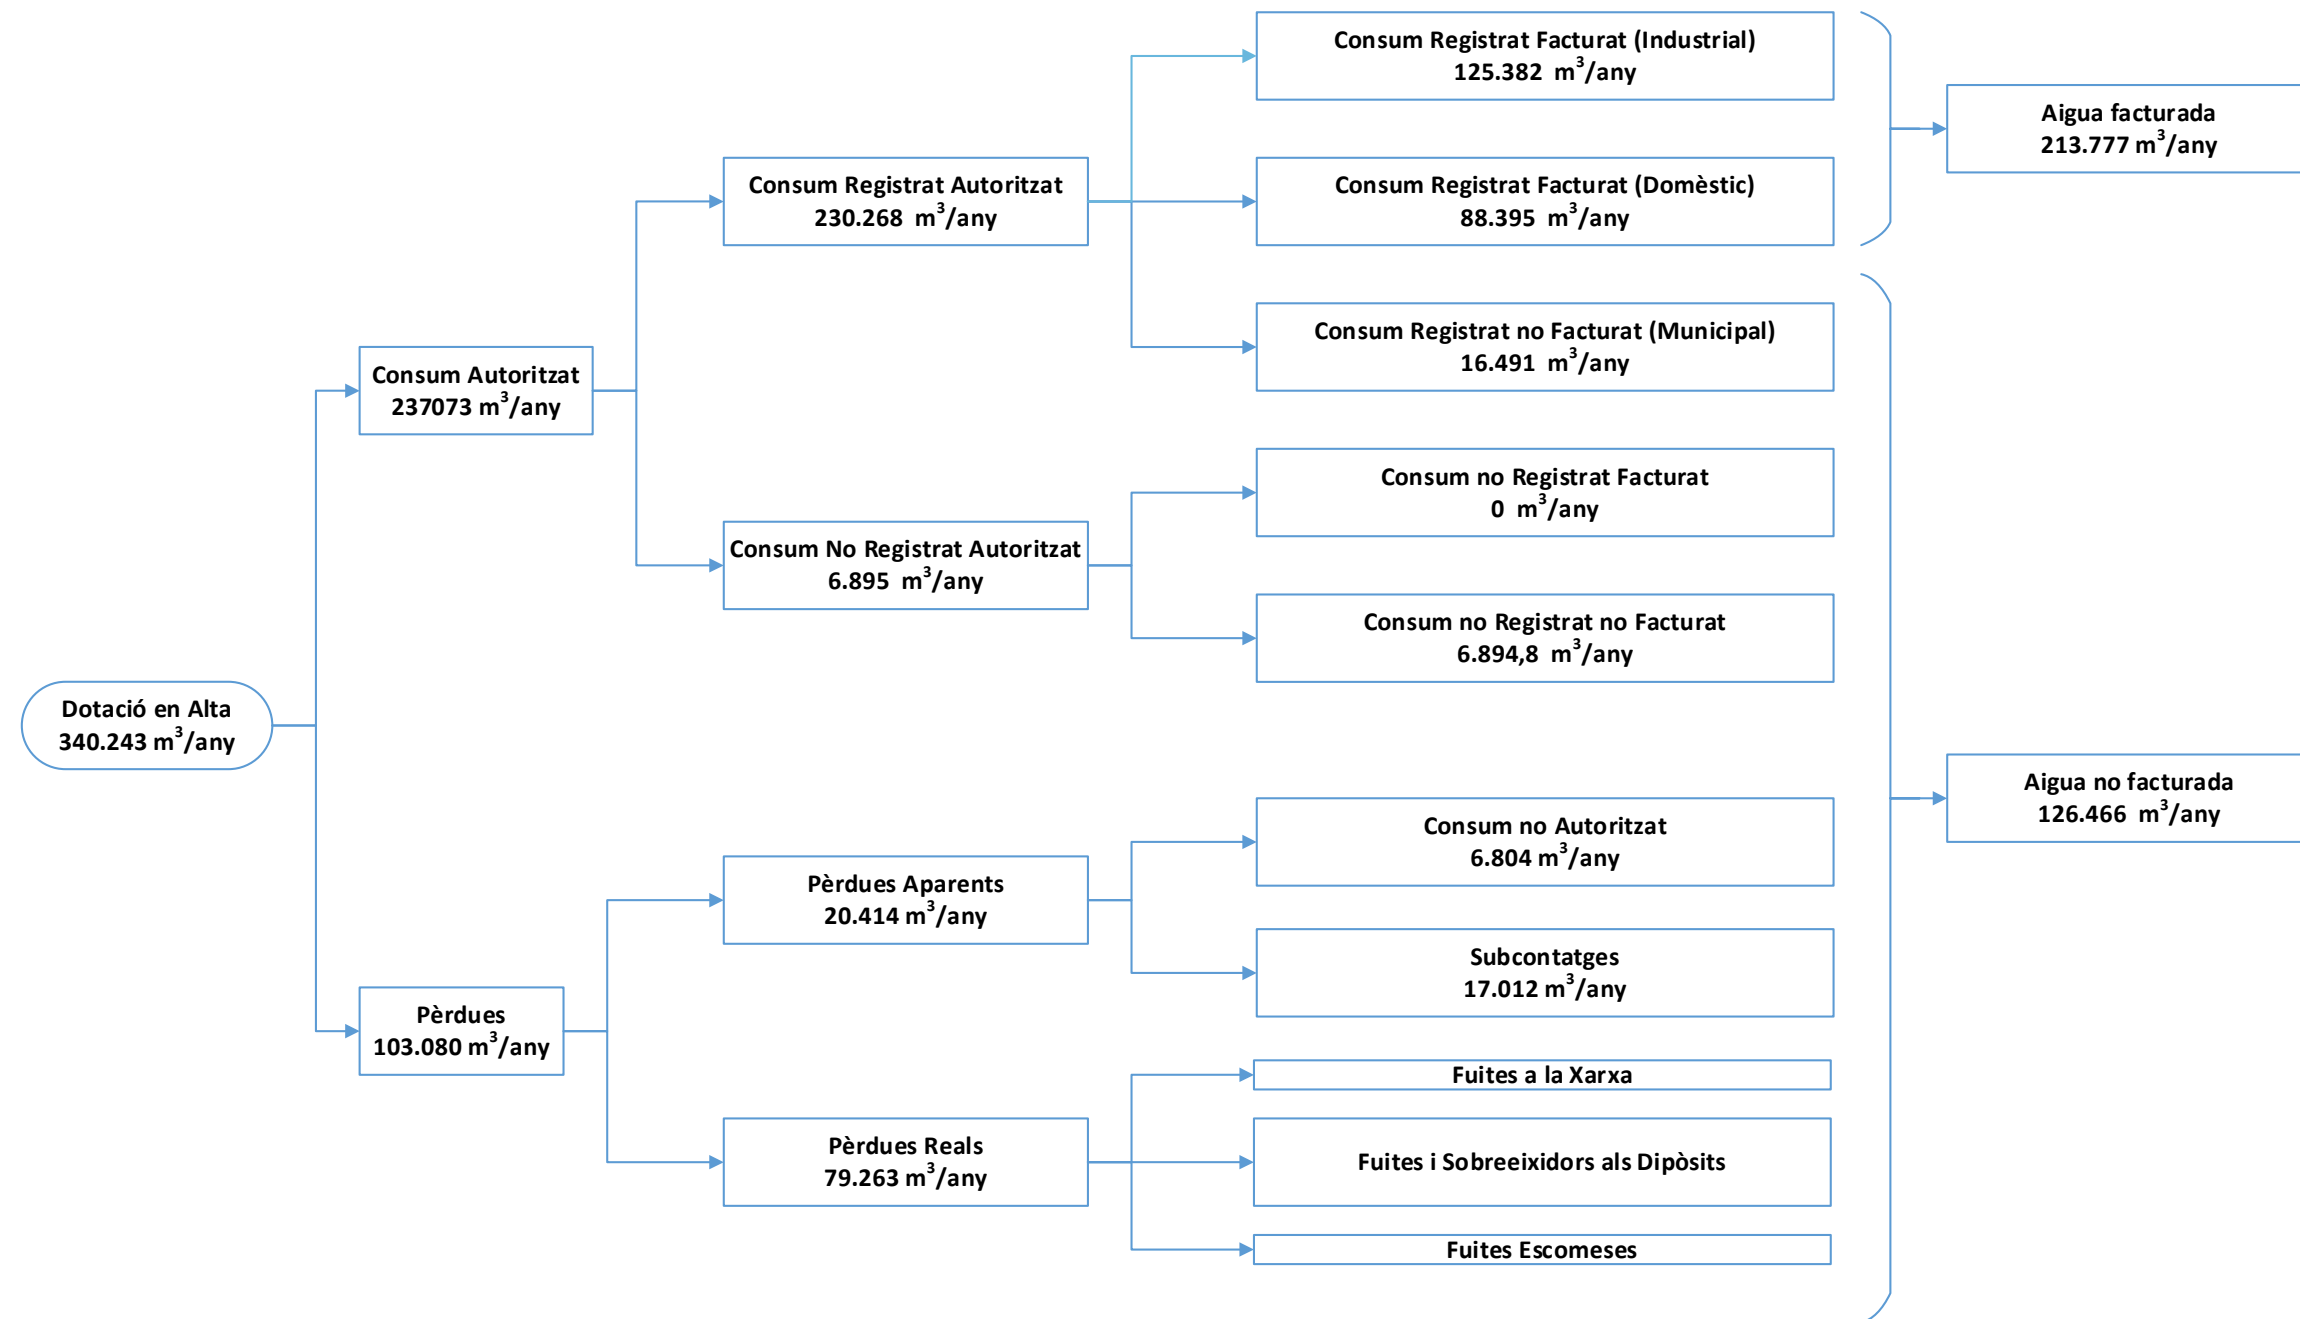 Dotació en Alta
340.243 m³/any
Consum Autoritzat
237073 m³/any
Pèrdues
103.080 m³/any
Consum Registrat Autoritzat
230.268 m³/any
Consum No Registrat Autoritzat
6.895 m³/any
Pèrdues Aparents
20.414 m³/any
Pèrdues Reals
79.263 m³/any
Consum Registrat Facturat (Industrial)
125.382 m³/any
Consum Registrat Facturat (Domèstic)
88.395 m³/any
Consum Registrat no Facturat (Municipal)
16.491 m³/any
Consum no Registrat Facturat
0 m³/any
Consum no Registrat no Facturat
6.894,8 m³/any
Consum no Autoritzat
6.804 m³/any
Subcontatges
17.012 m³/any
Fuites a la Xarxa
Fuites i Sobreeixidors als Dipòsits
Fuites Escomeses
Aigua facturada
213.777 m³/any
Aigua no facturada
126.466 m³/any